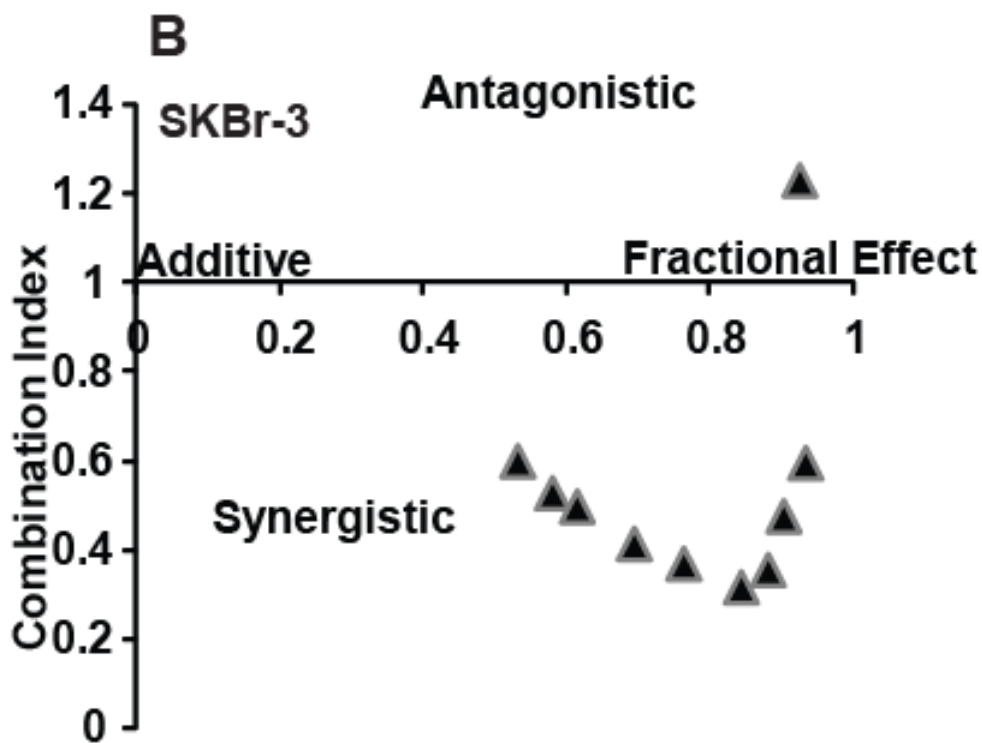 B
Antagonistic
1.4
SKBr-3
1.2
Additive
Fractional Effect
1
0 0.2 0.4 0.6 0.8 1
0.8
0.6
Synergistic
0.4
0.2
0
Combination Index